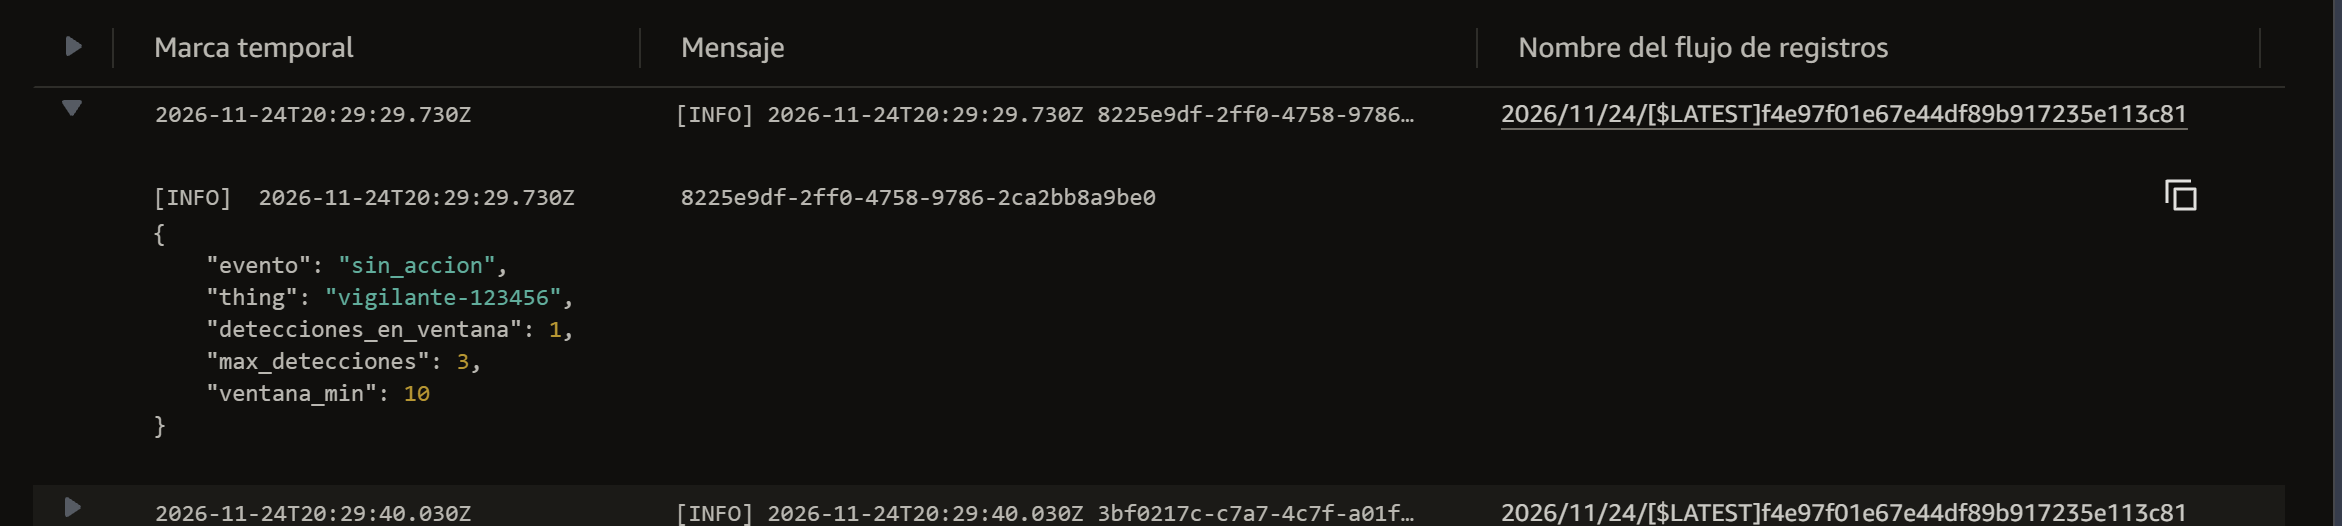 Marca temporal Mensaje Nombre del flujo de registros
2026-11-24T20:29:29.730Z [INFO] 2026-11-24T20:29:29.730Z 8225e9df-2ff0-4758-9786… 2026/11/24/[$LATEST]f4e97f01e67e44df89b917235e113c81
[INFO] 2026-11-24T20:29:29.730Z 8225e9df-2ff0-4758-9786-2ca2bb8a9be0
{
"evento": "sin_accion",
"thing": "vigilante-123456",
"detecciones_en_ventana": 1,
"max_detecciones": 3,
"ventana_min": 10
}
2026-11-24T20:29:40.030Z [INFO] 2026-11-24T20:29:40.030Z 3bf0217c-c7a7-4c7f-a01f… 2026/11/24/[$LATEST]f4e97f01e67e44df89b917235e113c81